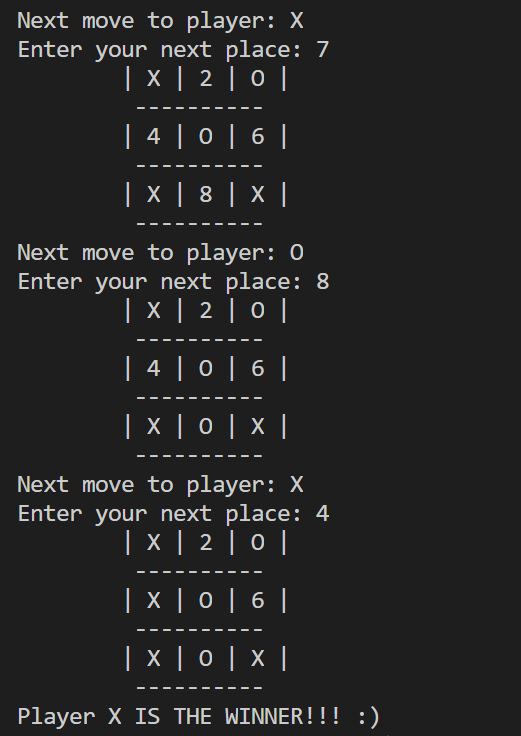 Next move to player: X
Enter your next place: 7
| X | 2 | O |
----------
| 4 | O | 6 |
----------
| X | 8 | X |
----------
Next move to player: O
Enter your next place: 8
| X | 2 | O |
----------
| 4 | O | 6 |
----------
| X | O | X |
----------
Next move to player: X
Enter your next place: 4
| X | 2 | O |
----------
| X | O | 6 |
----------
| X | O | X |
----------
Player X IS THE WINNER!!! :)